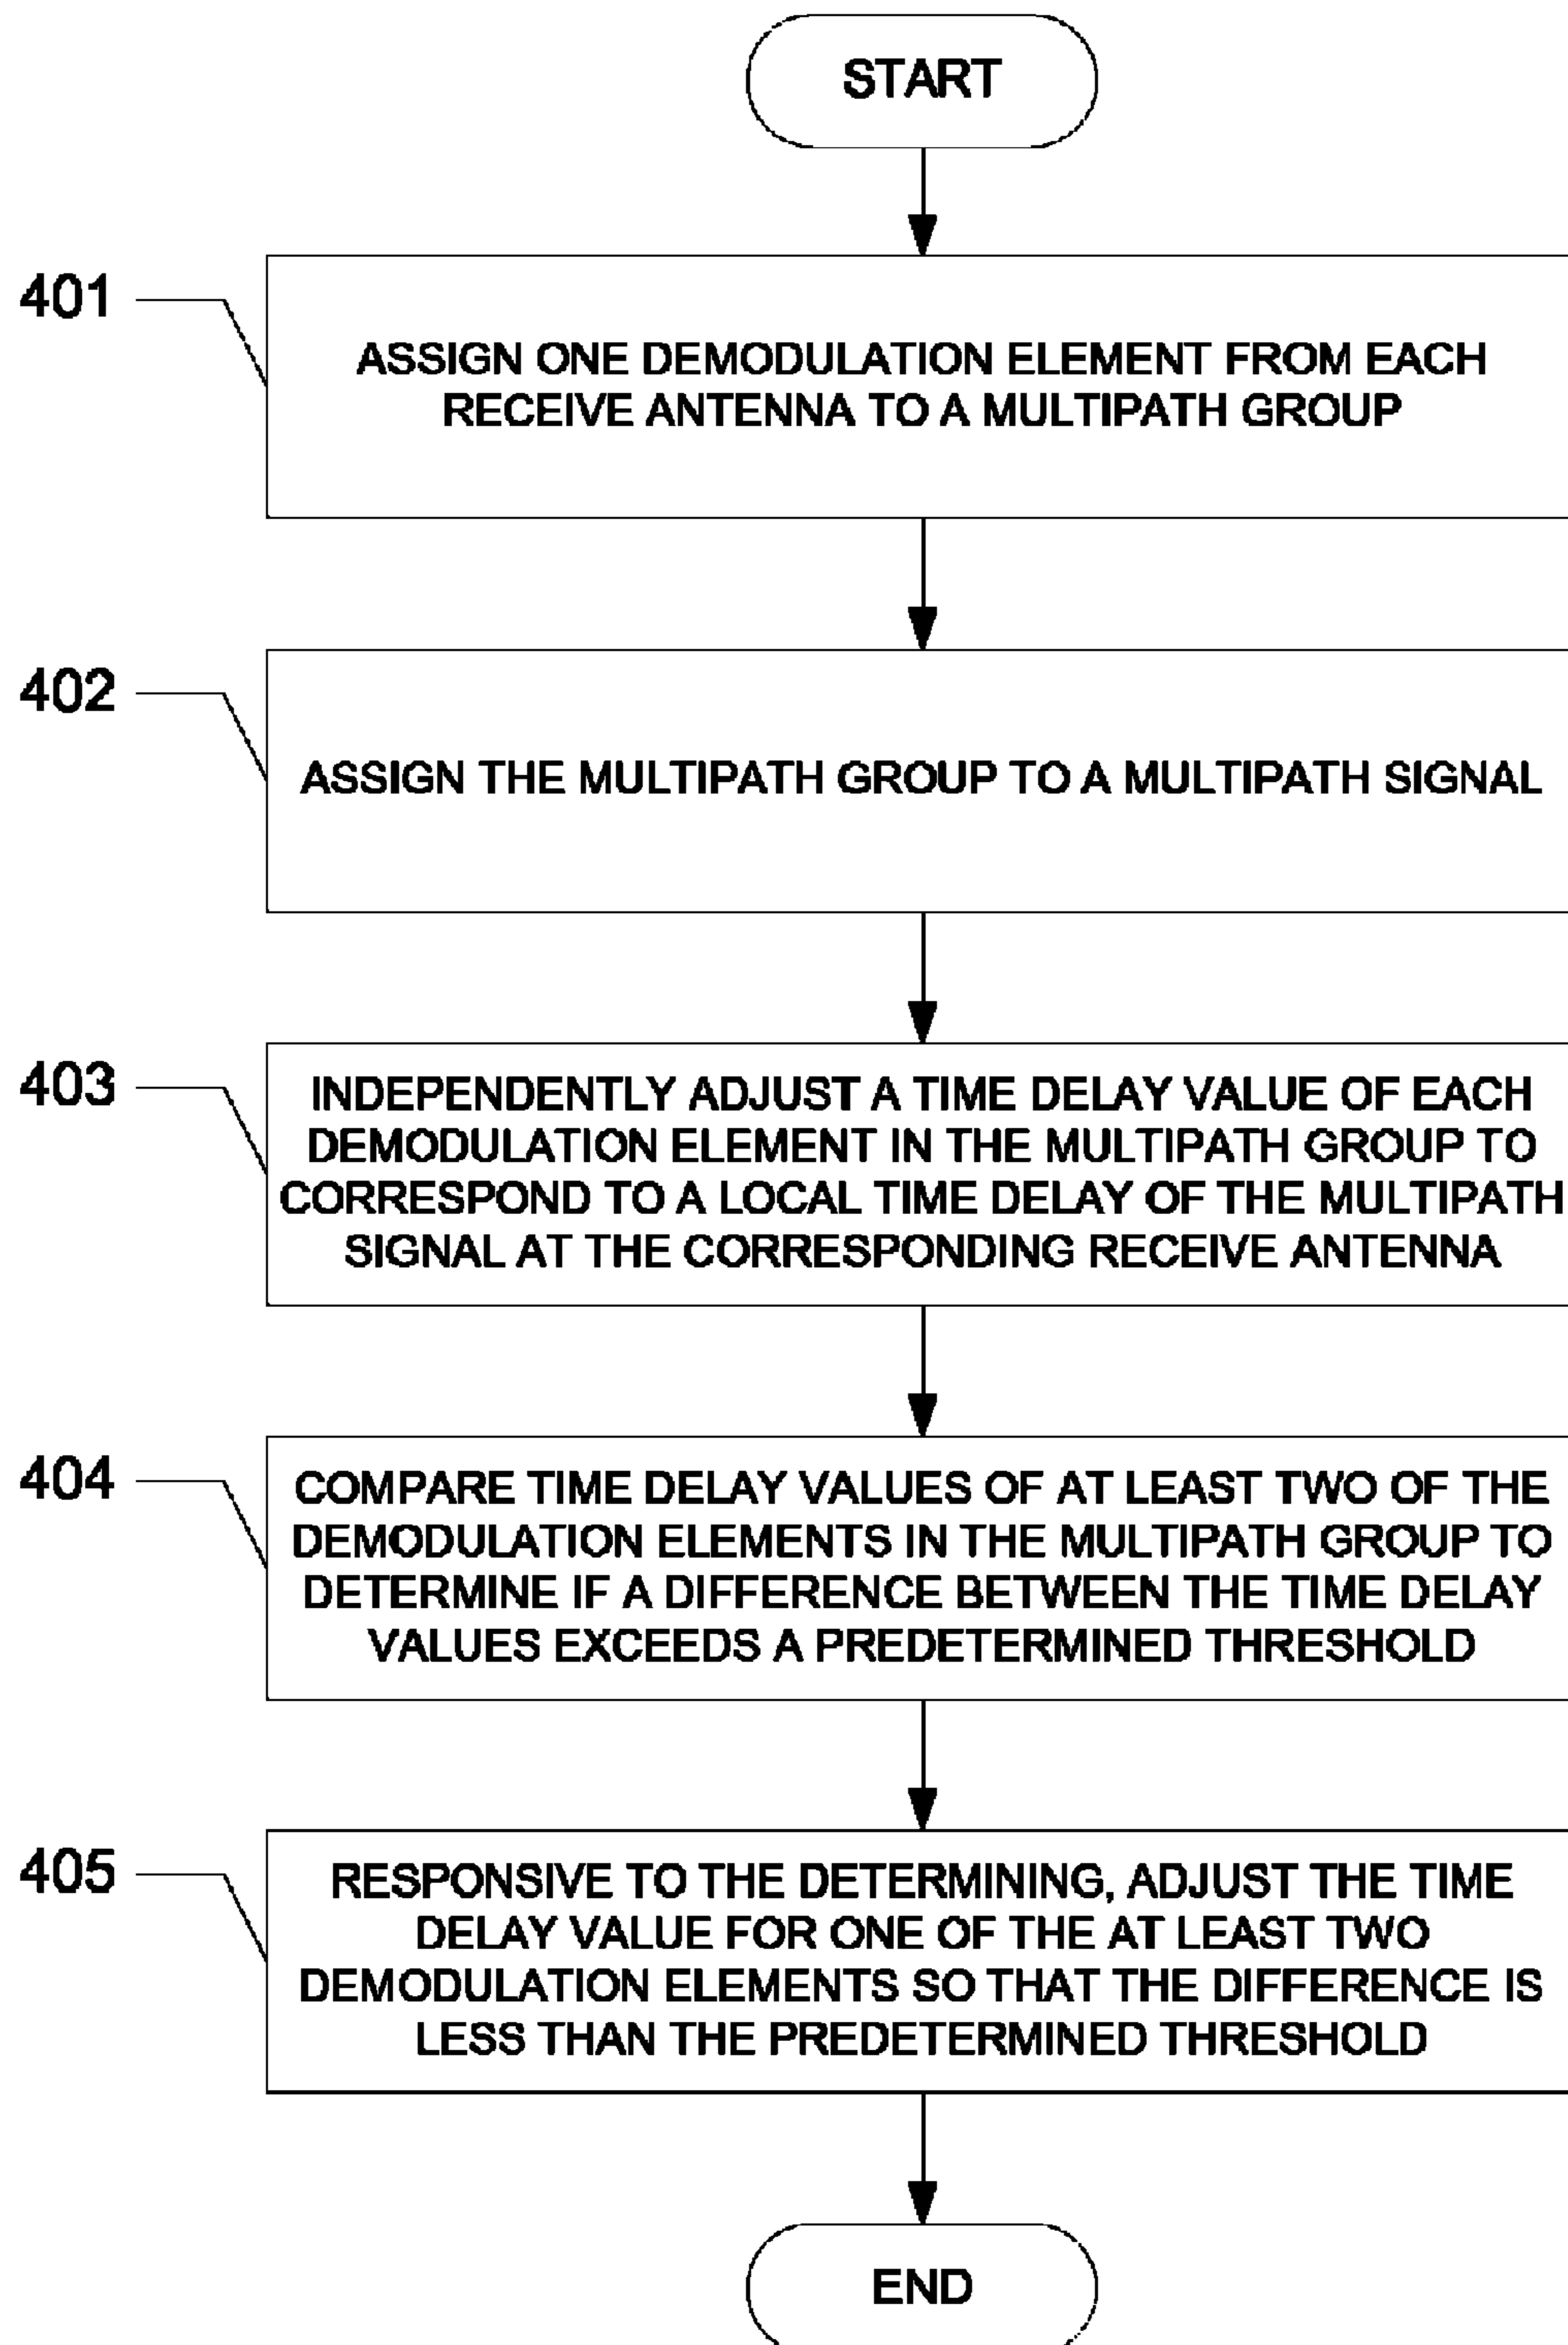 START
401
ASSIGN ONE DEMODULATION ELEMENT FROM EACH
RECEIVE ANTENNA TO A MULTIPATH GROUP
402
ASSIGN THE MULTIPATH GROUP TO A MULTIPATH SIGNAL
403
INDEPENDENTLY ADJUST A TIME DELAY VALUE OF EACH
DEMODULATION ELEMENT IN THE MULTIPATH GROUP TO
CORRESPOND TO A LOCAL TIME DELAY OF THE MULTIPATH
SIGNAL AT THE CORRESPONDING RECEIVE ANTENNA
404
COMPARE TIME DELAY VALUES OF AT LEAST TWO OF THE
DEMODULATION ELEMENTS IN THE MULTIPATH GROUP TO
DETERMINE IF A DIFFERENCE BETWEEN THE TIME DELAY
VALUES EXCEEDS A PREDETERMINED THRESHOLD
405
RESPONSIVE TO THE DETERMINING, ADJUST THE TIME
DELAY VALUE FOR ONE OF THE AT LEAST TWO
DEMODULATION ELEMENTS SO THAT THE DIFFERENCE IS
LESS THAN THE PREDETERMINED THRESHOLD
END